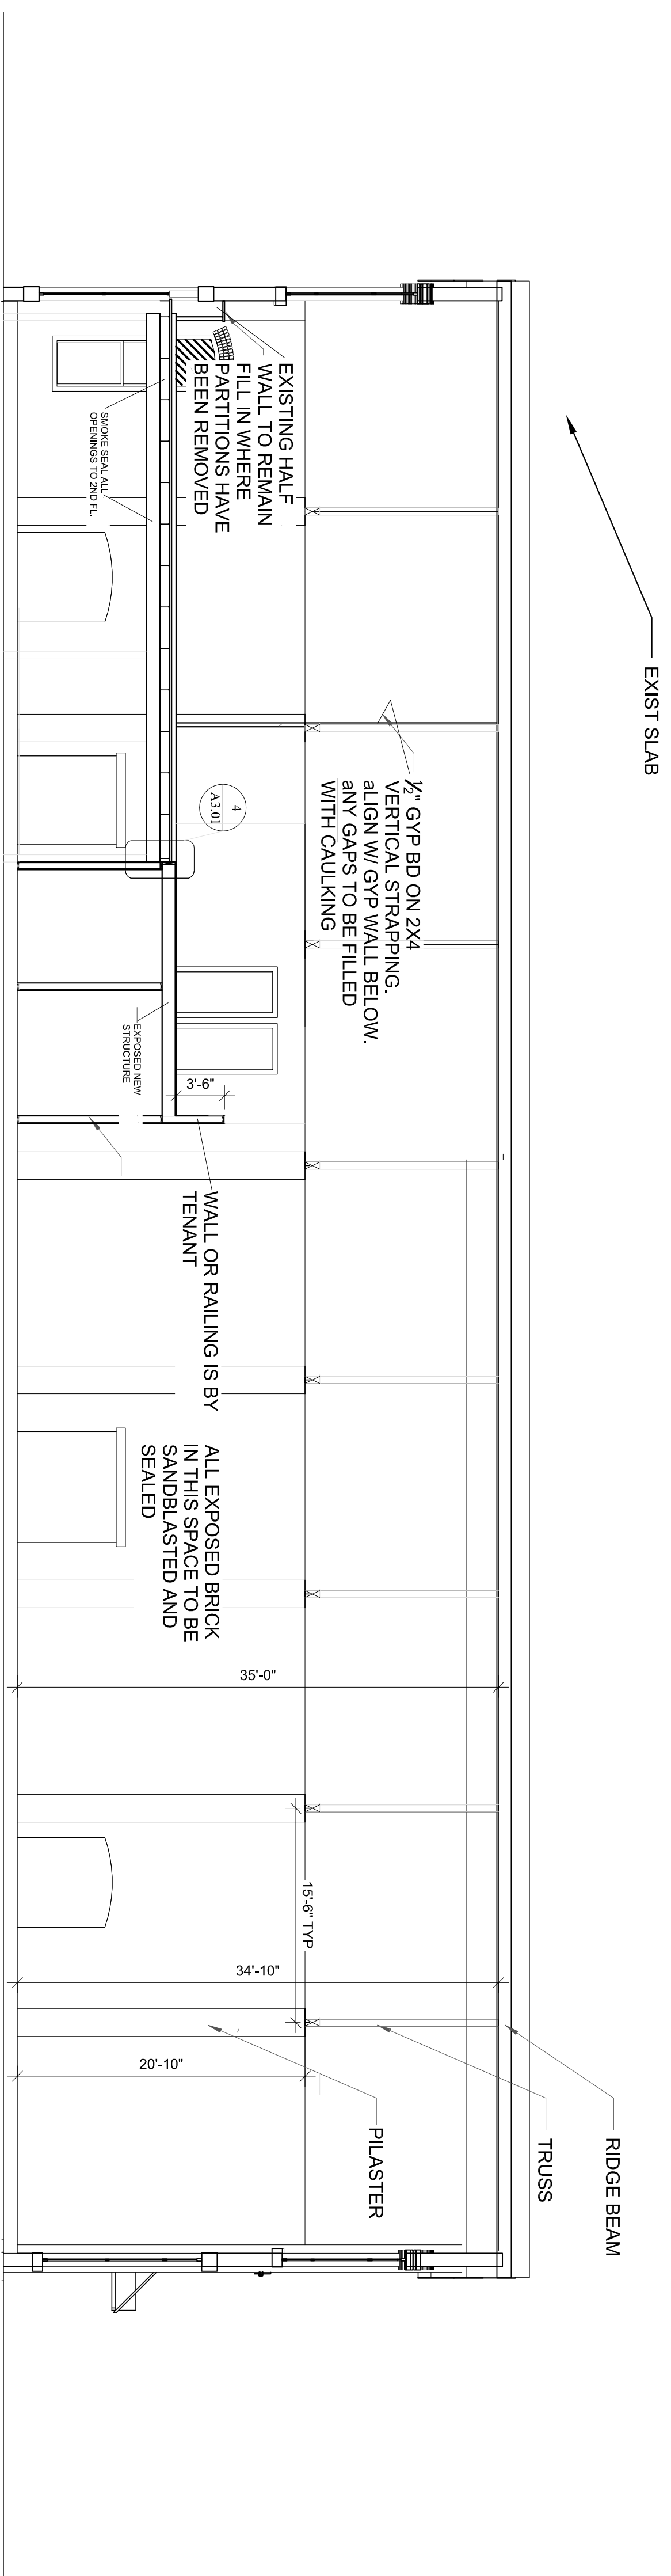 EXIST SLAB
EXISTING HALF
WALL TO REMAIN
FILL IN WHERE
PARTITIONS HAVE
BEEN REMOVED
SMOKE SEAL ALL
OPENINGS TO 2ND FL.
½" GYP BD ON 2X4
VERTICAL STRAPPING.
aLIGN W/ GYP WALL BELOW.
aNY GAPS TO BE FILLED
WITH CAULKING
4
A3.01
EXPOSED NEW
STRUCTURE
3'-6"
WALL OR RAILING IS BY
TENANT
ALL EXPOSED BRICK
IN THIS SPACE TO BE
SANDBLASTED AND
SEALED
35'-0"
15'-6" TYP
34'-10"
20'-10"
RIDGE BEAM
TRUSS
PILASTER